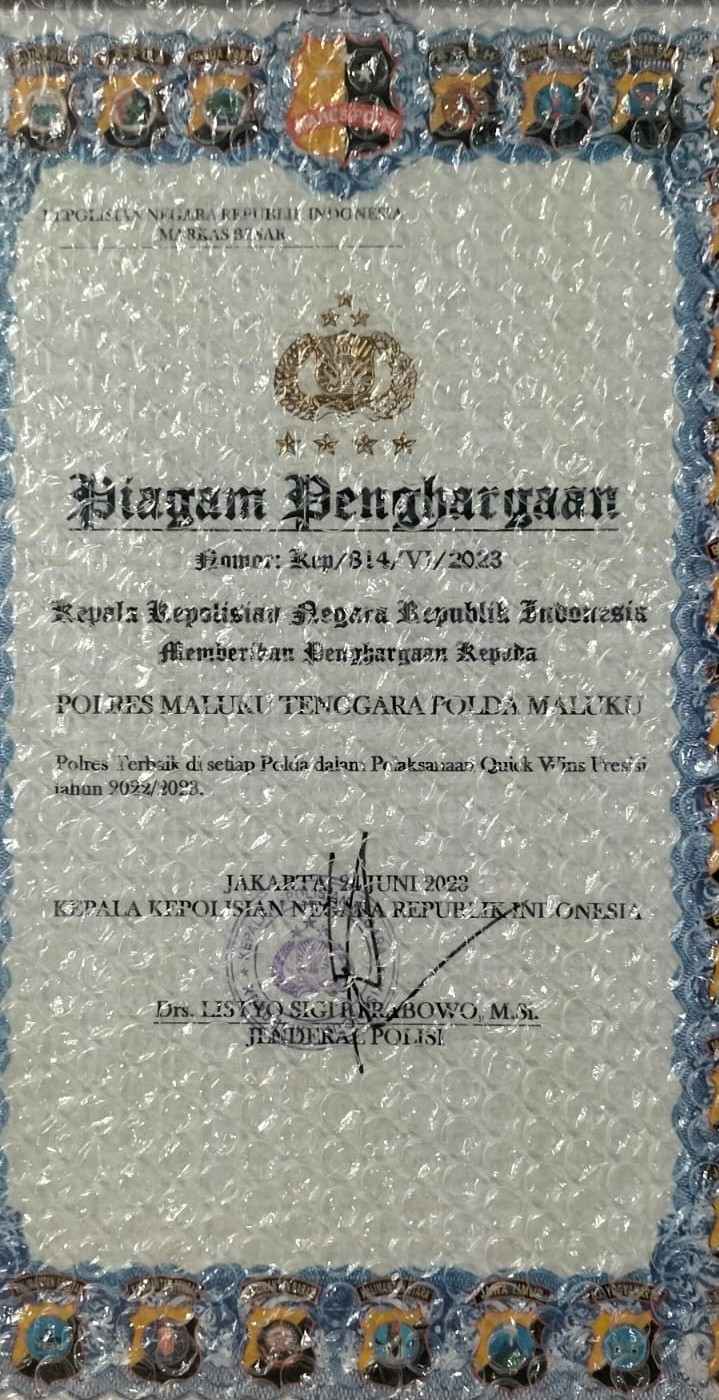 MABES POLRI
KEPOLISIAN NEGARA REPUBLIK INDONESIA
MARKAS BESAR
Piagam Penghargaan
Nomor: Kep/814/VI/2023
Kepala Kepolisian Negara Republik Indonesia
Memberikan Penghargaan Kepada
POLRES MALUKU TENGGARA POLDA MALUKU
Polres Terbaik di setiap Polda dalam Pelaksanaan Quick Wins Presisi
tahun 2022/2023.
JAKARTA, 24 JUNI 2023
KEPALA KEPOLISIAN NEGARA REPUBLIK INDONESIA
Drs. LISTYO SIGIT PRABOWO, M.Si.
JENDERAL POLISI